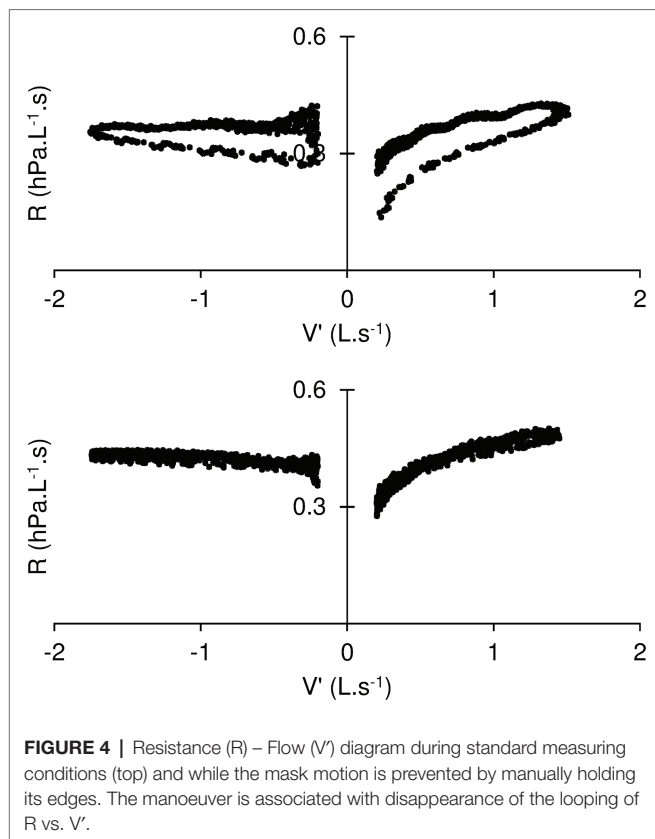 0.6
0.3
R (hPa.L⁻¹.s)
-2 -1 0 1 2
V' (L.s⁻¹)
0.6
0.3
R (hPa.L⁻¹.s)
-2 -1 0 1 2
V' (L.s⁻¹)
FIGURE 4 | Resistance (R) – Flow (V′) diagram during standard measuring
conditions (top) and while the mask motion is prevented by manually holding
its edges. The manoeuver is associated with disappearance of the looping of
R vs. V′.